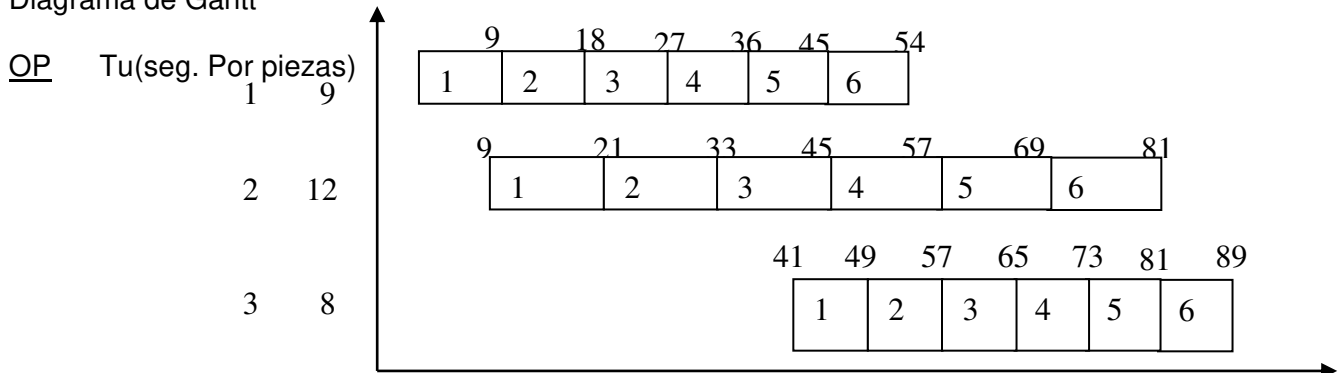 Diagrama de Gantt
9 18 27 36 45 54
OP Tu(seg. Por piezas)
1 9 1 2 3 4 5 6
9 21 33 45 57 69 81
2 12 1 2 3 4 5 6
41 49 57 65 73 81 89
3 8 1 2 3 4 5 6